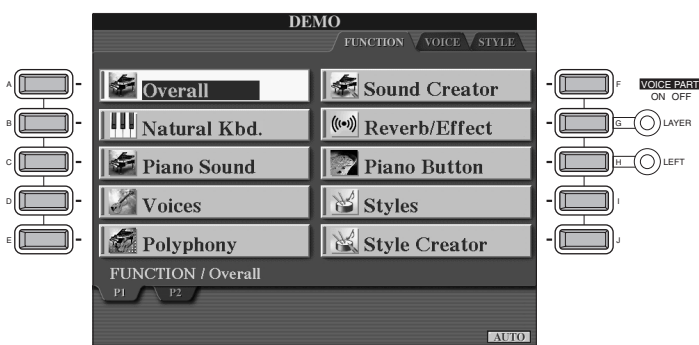 DEMO
FUNCTION VOICE STYLE
A Overall Sound Creator F VOICE PART
ON OFF
B Natural Kbd. Reverb/Effect G LAYER
C Piano Sound Piano Button H LEFT
D Voices Styles I
E Polyphony Style Creator J
FUNCTION / Overall
P1 P2
AUTO